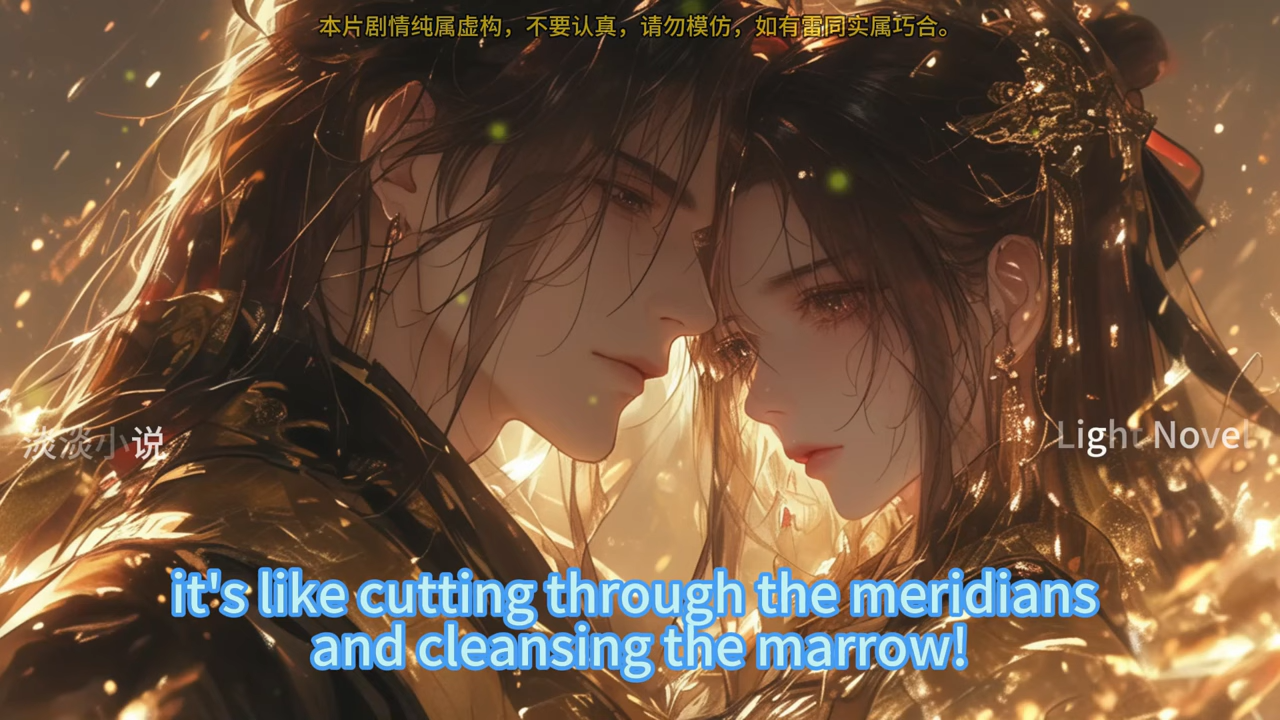 本片剧情纯属虚构，不要认真，请勿模仿，如有雷同实属巧合。
淡淡小说
Light Novel
it's like cutting through the meridians
and cleansing the marrow!